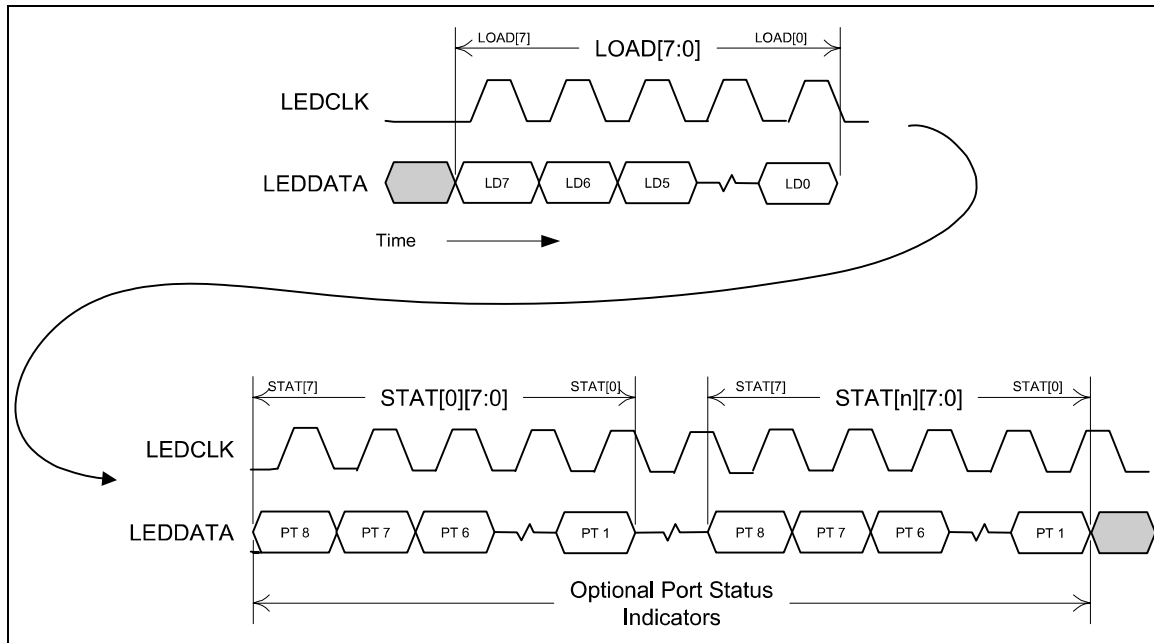 LOAD[7] LOAD[7:0] LOAD[0]
LEDCLK
LEDDATA LD7 LD6 LD5 LD0
Time
STAT[7] STAT[0][7:0] STAT[0] STAT[7] STAT[n][7:0] STAT[0]
LEDCLK
LEDDATA PT 8 PT 7 PT 6 PT 1 PT 8 PT 7 PT 6 PT 1
Optional Port Status
Indicators